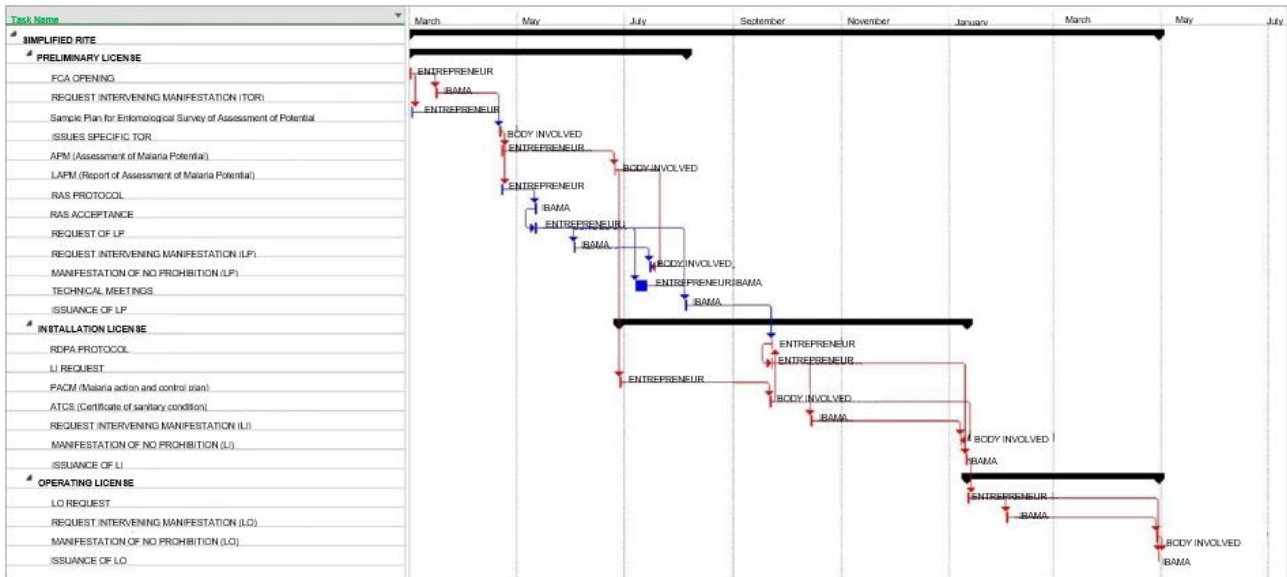 Task Name March May July September November January March May July
SIMPLIFIED RITE
PRELIMINARY LICENSE
FCA OPENING ENTREPRENEUR
REQUEST INTERVENING MANIFESTATION (TOR) IBAMA
Sample Plan for Entomological Survey of Assessment of Potential ENTREPRENEUR
ISSUES SPECIFIC TOR BODY INVOLVED
APM (Assessment of Malaria Potential) ENTREPRENEUR...
LAPM (Report of Assessment of Malaria Potential) BODY INVOLVED
RAS PROTOCOL ENTREPRENEUR
RAS ACCEPTANCE IBAMA
REQUEST OF LP ENTREPRENEUR...
REQUEST INTERVENING MANIFESTATION (LP) IBAMA
MANIFESTATION OF NO PROHIBITION (LP) BODY INVOLVED
TECHNICAL MEETINGS ENTREPRENEUR IBAMA
ISSUANCE OF LP IBAMA
INSTALLATION LICENSE
RDPA PROTOCOL ENTREPRENEUR
LI REQUEST ENTREPRENEUR...
PACM (Malaria action and control plan) ENTREPRENEUR
ATCS (Certificate of sanitary condition) BODY INVOLVED
REQUEST INTERVENING MANIFESTATION (LI) IBAMA
MANIFESTATION OF NO PROHIBITION (LI) BODY INVOLVED
ISSUANCE OF LI IBAMA
OPERATING LICENSE
LO REQUEST ENTREPRENEUR
REQUEST INTERVENING MANIFESTATION (LO) IBAMA
MANIFESTATION OF NO PROHIBITION (LO) BODY INVOLVED
ISSUANCE OF LO IBAMA